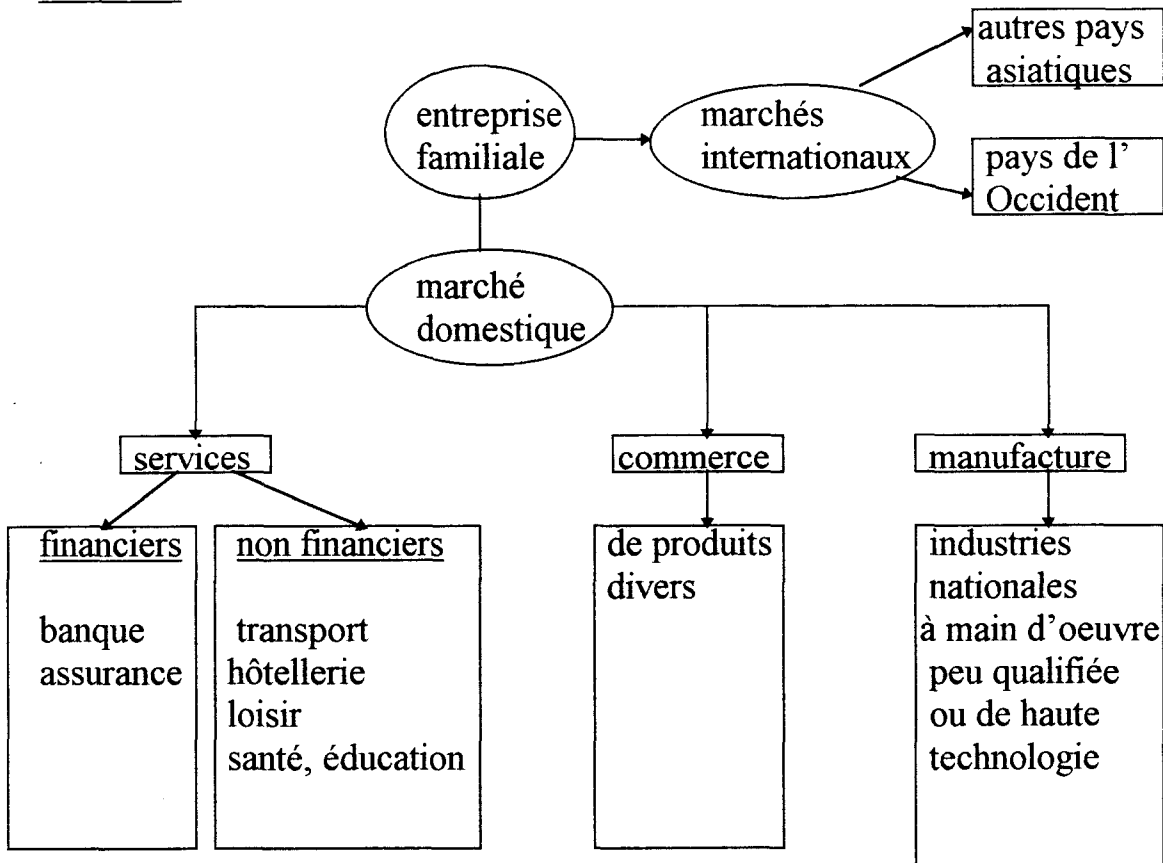 autres pays
asiatiques
entreprise
familiale
marchés
internationaux
pays de l'
Occident
marché
domestique
services
commerce
manufacture
financiers
banque
assurance
non financiers
transport
hôtellerie
loisir
santé, éducation
de produits
divers
industries
nationales
à main d'oeuvre
peu qualifiée
ou de haute
technologie